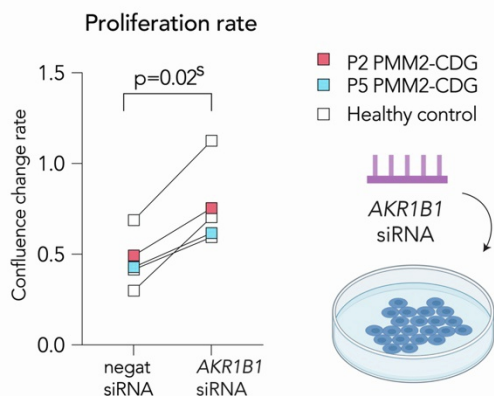 Proliferation rate
Confluence change rate
1.5
1.0
0.5
0.0
p=0.02ˢ
negat
siRNA
AKR1B1
siRNA
P2 PMM2-CDG
P5 PMM2-CDG
Healthy control
AKR1B1
siRNA